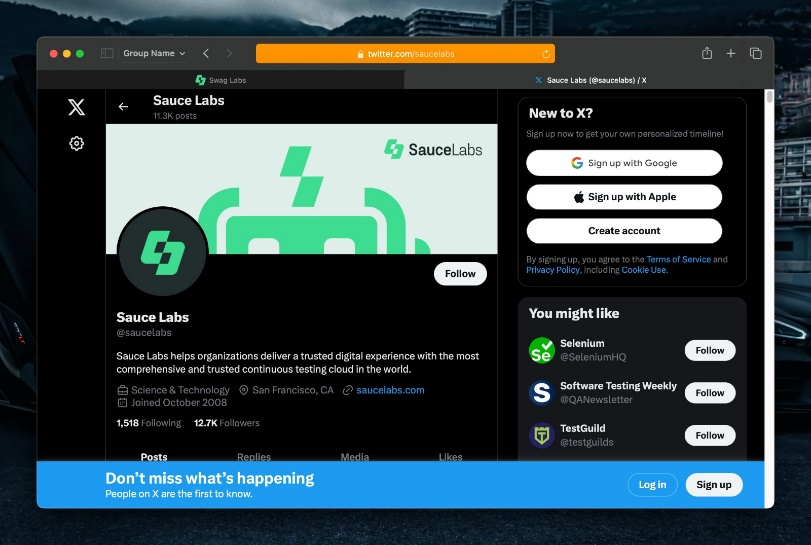 Group Name
twitter.com/saucelabs
Swag Labs
Sauce Labs (@saucelabs) / X
Sauce Labs
11.3K posts
SauceLabs
Follow
Sauce Labs
@saucelabs
Sauce Labs helps organizations deliver a trusted digital experience with the most
comprehensive and trusted continuous testing cloud in the world.
Science & Technology San Francisco, CA saucelabs.com
Joined October 2008
1,518 Following 12.7K Followers
Posts Replies Media Likes
New to X?
Sign up now to get your own personalized timeline!
Sign up with Google
Sign up with Apple
Create account
By signing up, you agree to the Terms of Service and
Privacy Policy, including Cookie Use.
You might like
Se
Selenium
@SeleniumHQ
Follow
S
Software Testing Weekly
@QANewsletter
Follow
TestGuild
@testguilds
Follow
Don't miss what's happening
People on X are the first to know.
Log in
Sign up